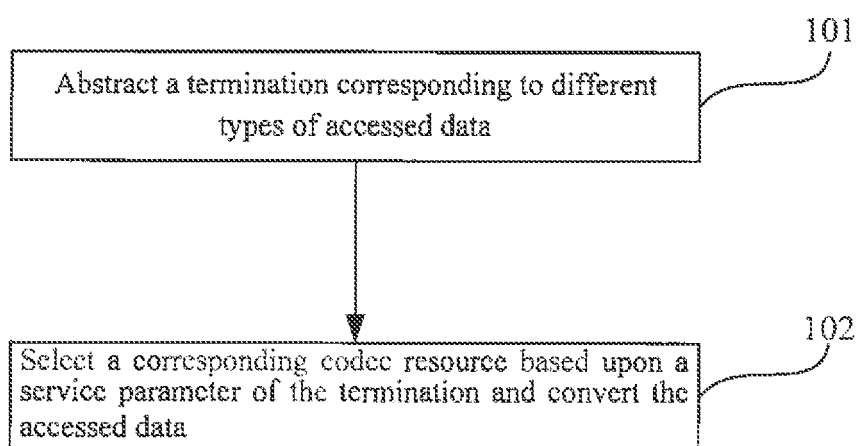 101
Abstract a termination corresponding to different
types of accessed data
102
Select a corresponding codec resource based upon a
service parameter of the termination and convert the
accessed data